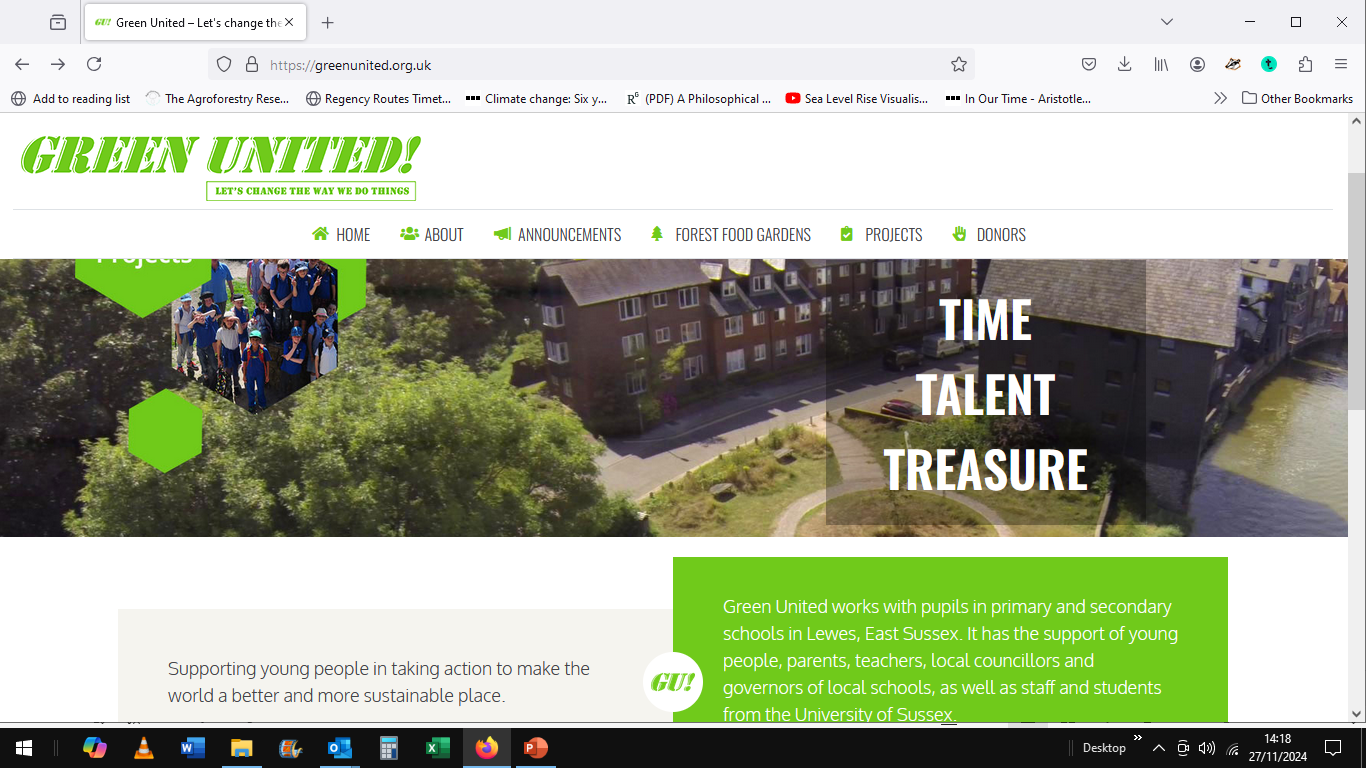 GU! Green United – Let's change the
https://greenunited.org.uk
Add to reading list
The Agroforestry Rese...
Regency Routes Timet...
Climate change: Six y...
RG (PDF) A Philosophical ...
Sea Level Rise Visualis...
In Our Time - Aristotle...
Other Bookmarks
GREEN UNITED!
LET'S CHANGE THE WAY WE DO THINGS
HOME
ABOUT
ANNOUNCEMENTS
FOREST FOOD GARDENS
PROJECTS
DONORS
Projects
TIME
TALENT
TREASURE
Supporting young people in taking action to make the
world a better and more sustainable place.
GU!
Green United works with pupils in primary and secondary
schools in Lewes, East Sussex. It has the support of young
people, parents, teachers, local councillors and
governors of local schools, as well as staff and students
from the University of Sussex.
Desktop
14:18
27/11/2024